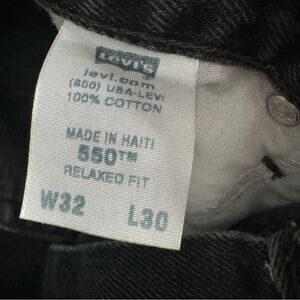 Levi's
levi.com
(800) USA-LEVI
100% COTTON
MADE IN HAITI
550™
RELAXED FIT
W32 L30